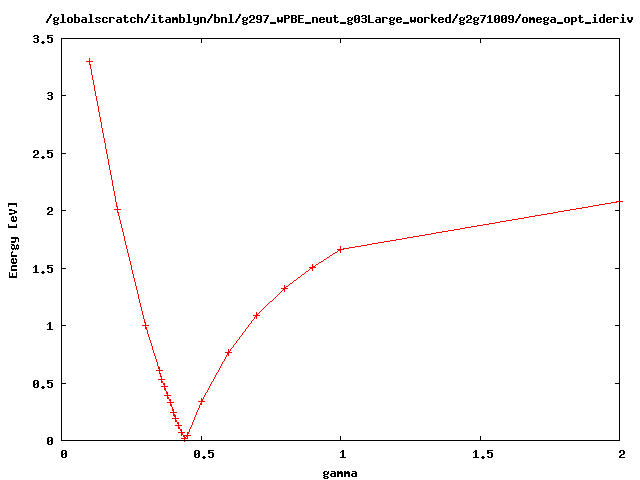 /globalscratch/itamblyn/bnl/g297_wPBE_neut_g03Large_worked/g2g71009/omega_opt_ideriv
3.5
3
2.5
2
1.5
1
0.5
0
Energy [eV]
0 0.5 1 1.5 2
gamma